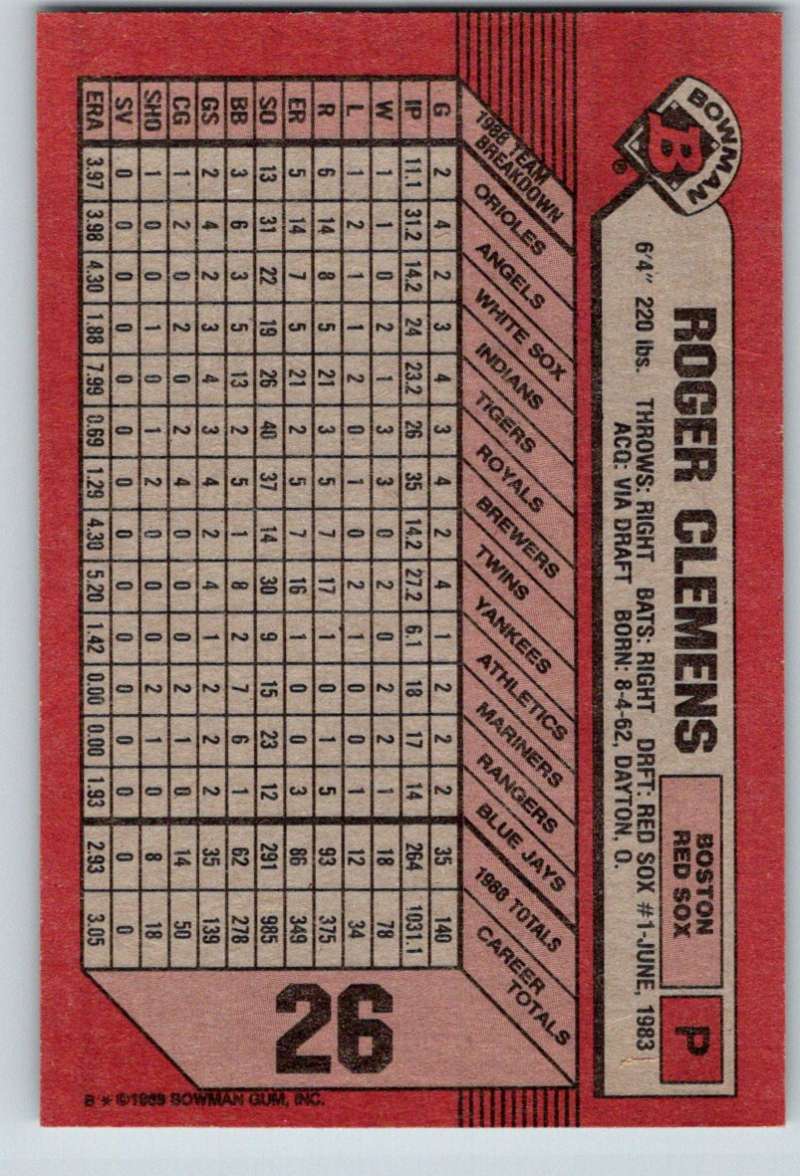 BOWMAN
B
®
ROGER CLEMENS
BOSTON
RED SOX
P
6'4" 220 lbs. THROWS: RIGHT BATS: RIGHT DRFT: RED SOX #1-JUNE, 1983
ACQ: VIA DRAFT BORN: 8-4-62, DAYTON, O.
1988 TEAM
BREAKDOWN
ORIOLES
ANGELS
WHITE SOX
INDIANS
TIGERS
ROYALS
BREWERS
TWINS
YANKEES
ATHLETICS
MARINERS
RANGERS
BLUE JAYS
1988 TOTALS
CAREER
TOTALS
G 2 4 2 3 4 3 4 2 4 1 2 2 2 35 140
IP 11.1 31.2 14.2 24 23.2 26 35 14.2 27.2 6.1 18 17 14 264 1031.1
W 1 1 0 2 1 3 3 0 2 0 2 2 1 18 78
L 1 2 1 1 2 0 1 0 2 1 0 0 1 12 34
R 6 14 8 5 21 3 5 7 17 1 0 1 5 93 375
ER 5 14 7 5 21 2 5 7 16 1 0 0 3 86 349
SO 13 31 22 19 26 40 37 14 30 9 15 23 12 291 985
BB 3 6 3 5 13 2 5 1 8 2 7 6 1 62 278
GS 2 4 2 3 4 3 4 2 4 1 2 2 2 35 139
CG 1 2 0 2 0 2 4 0 0 0 2 1 0 14 50
SHO 1 0 0 1 0 1 2 0 0 0 2 1 0 8 18
SV 0 0 0 0 0 0 0 0 0 0 0 0 0 0 0
ERA 3.97 3.98 4.30 1.88 7.99 0.69 1.29 4.30 5.20 1.42 0.00 0.00 1.93 2.93 3.05
26
B * ©1989 BOWMAN GUM, INC.